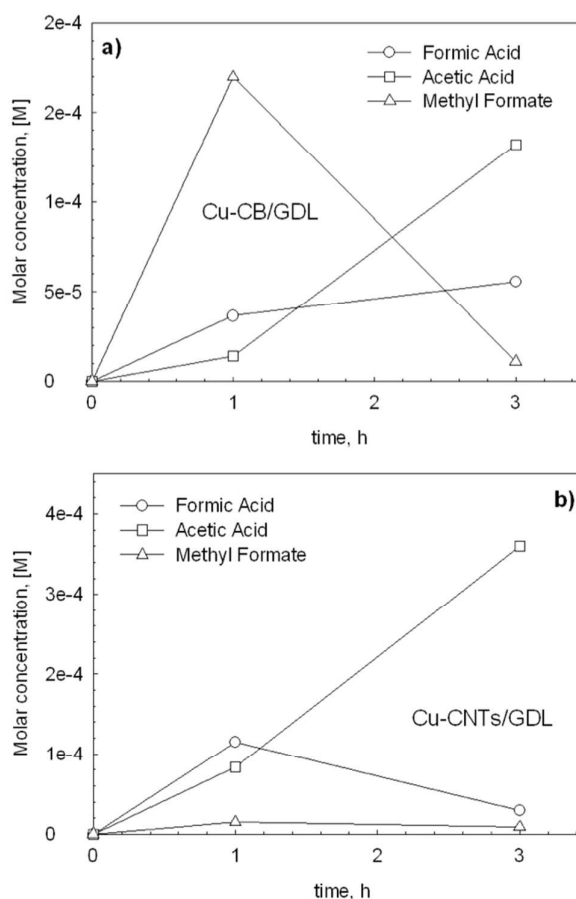 a)
2e-4
2e-4
1e-4
5e-5
0
Molar concentration, [M]
Formic Acid
Acetic Acid
Methyl Formate
Cu-CB/GDL
0 1 2 3
time, h
b)
4e-4
3e-4
2e-4
1e-4
0
Molar concentration, [M]
Formic Acid
Acetic Acid
Methyl Formate
Cu-CNTs/GDL
0 1 2 3
time, h